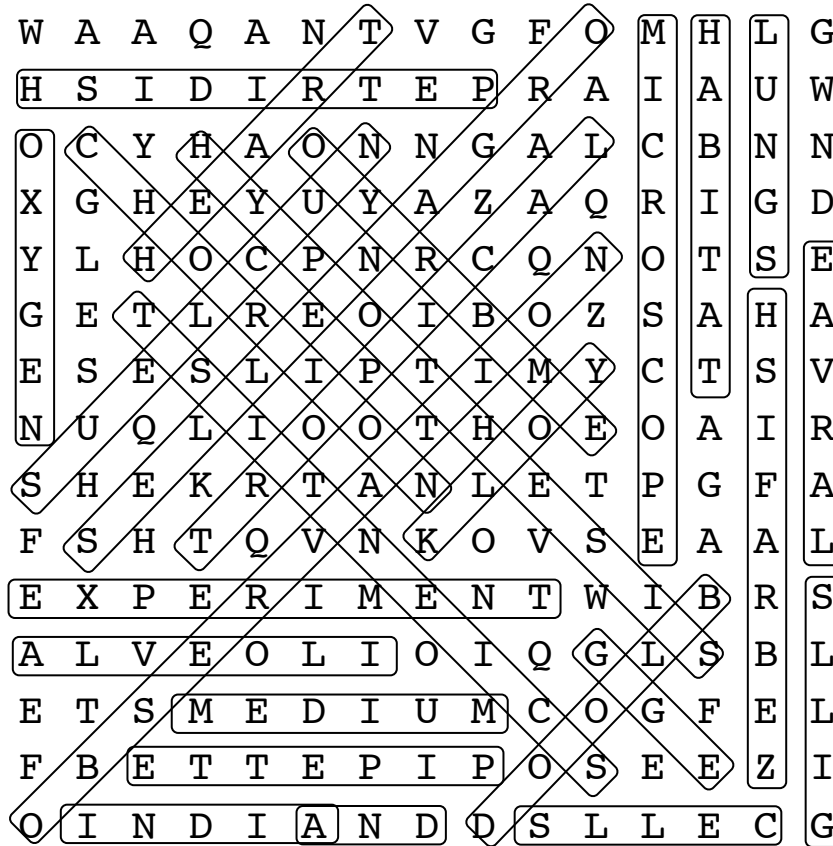 W A A Q A N T V G F O M H L G
H S I D I R T E P R A I A U W
O C Y H A O N N G A L C B N N
X G H E Y U Y A Z A Q R I G D
Y L H O C P N R C Q N O T S E
G E T L R E O I B O Z S A H A
E S E S L I P T I M Y C T S V
N U Q L I O O T H O E O A I R
S H E K R T A N L E T P G F A
F S H T Q V N K O V S E A A L
E X P E R I M E N T W I B R S
A L V E O L I O I Q G L S B L
E T S M E D I U M C O G F E L
F B E T T E P I P O S E E Z I
O I N D I A N D D S L L E C G